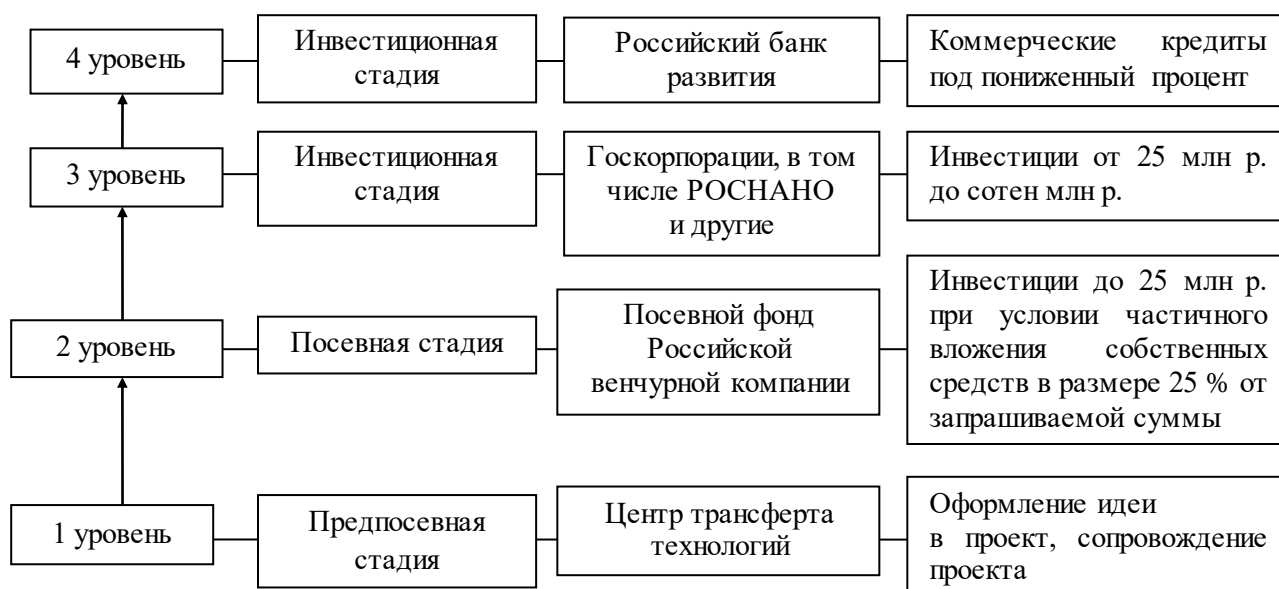 4 уровень
Инвестиционная
стадия
Российский банк
развития
Коммерческие кредиты
под пониженный процент
3 уровень
Инвестиционная
стадия
Госкорпорации, в том
числе РОСНАНО
и другие
Инвестиции от 25 млн р.
до сотен млн р.
2 уровень
Посевная стадия
Посевной фонд
Российской
венчурной компании
Инвестиции до 25 млн р.
при условии частичного
вложения собственных
средств в размере 25 % от
запрашиваемой суммы
1 уровень
Предпосевная
стадия
Центр трансферта
технологий
Оформление идеи
в проект, сопровождение
проекта